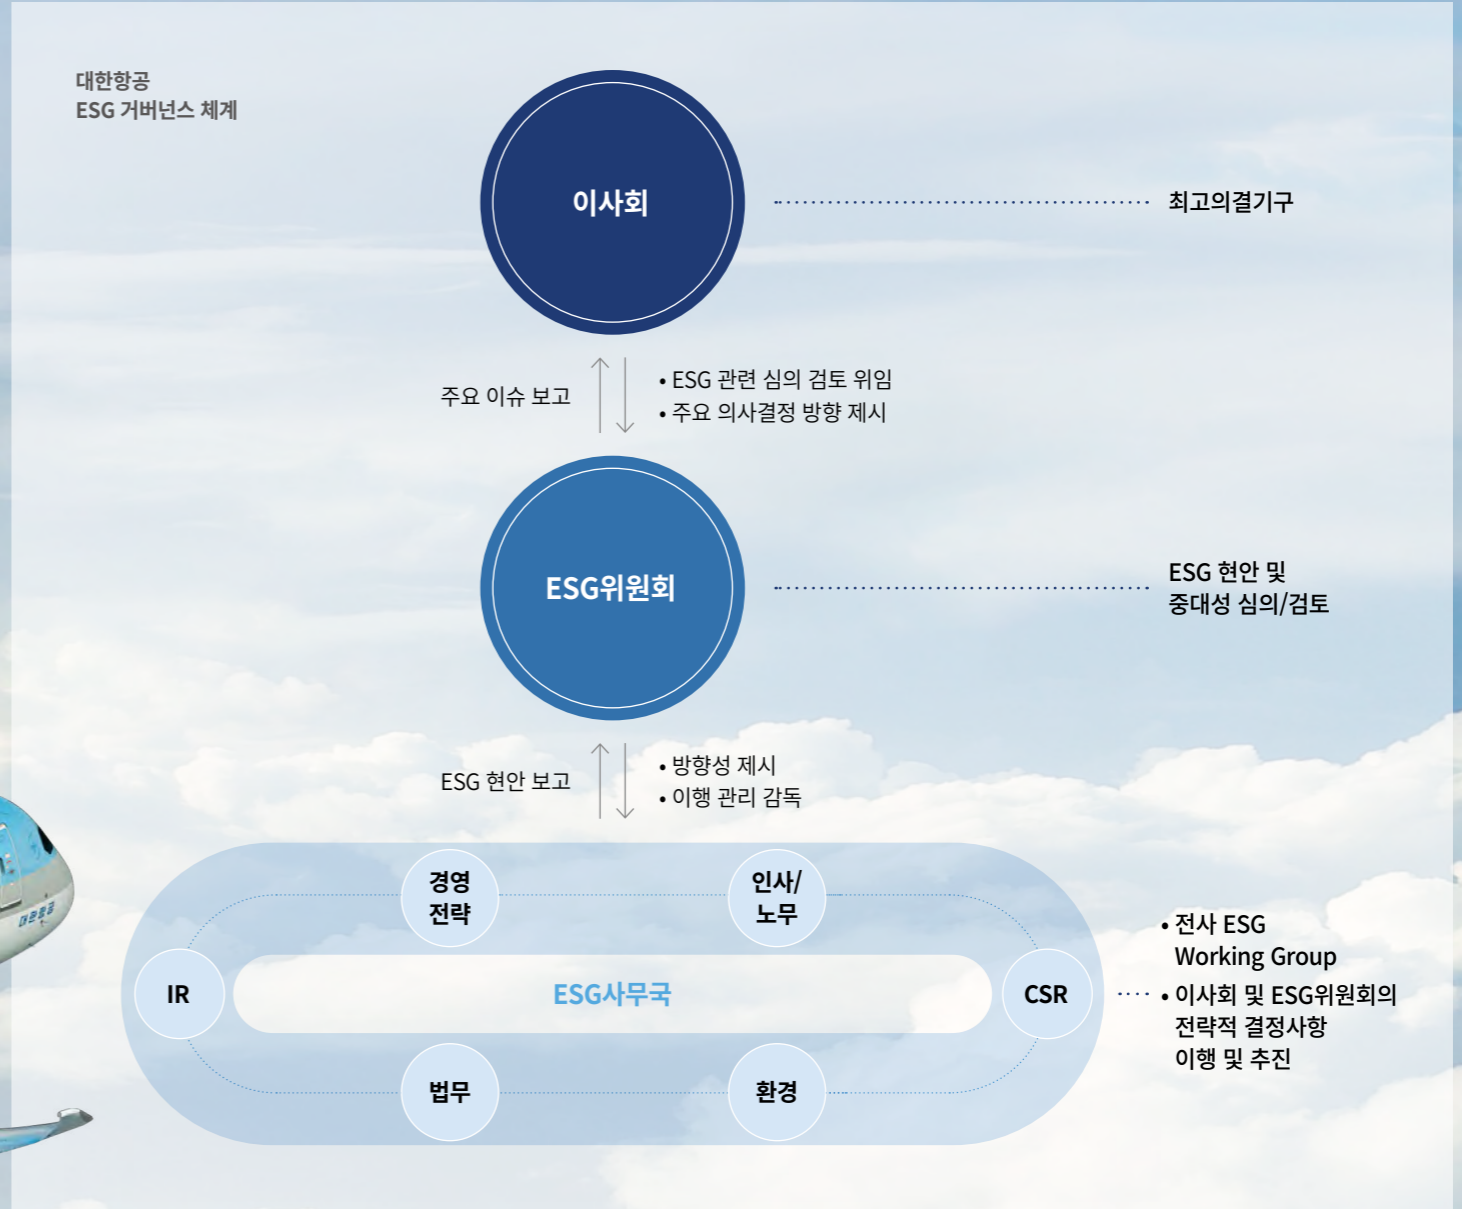 대한항공
ESG 거버넌스 체계
이사회
최고의결기구
주요 이슈 보고
• ESG 관련 심의 검토 위임
• 주요 의사결정 방향 제시
ESG위원회
ESG 현안 및
중대성 심의/검토
ESG 현안 보고
• 방향성 제시
• 이행 관리 감독
경영
전략
인사/
노무
IR
ESG사무국
CSR
법무
환경
• 전사 ESG
Working Group
• 이사회 및 ESG위원회의
전략적 결정사항
이행 및 추진
대한항공